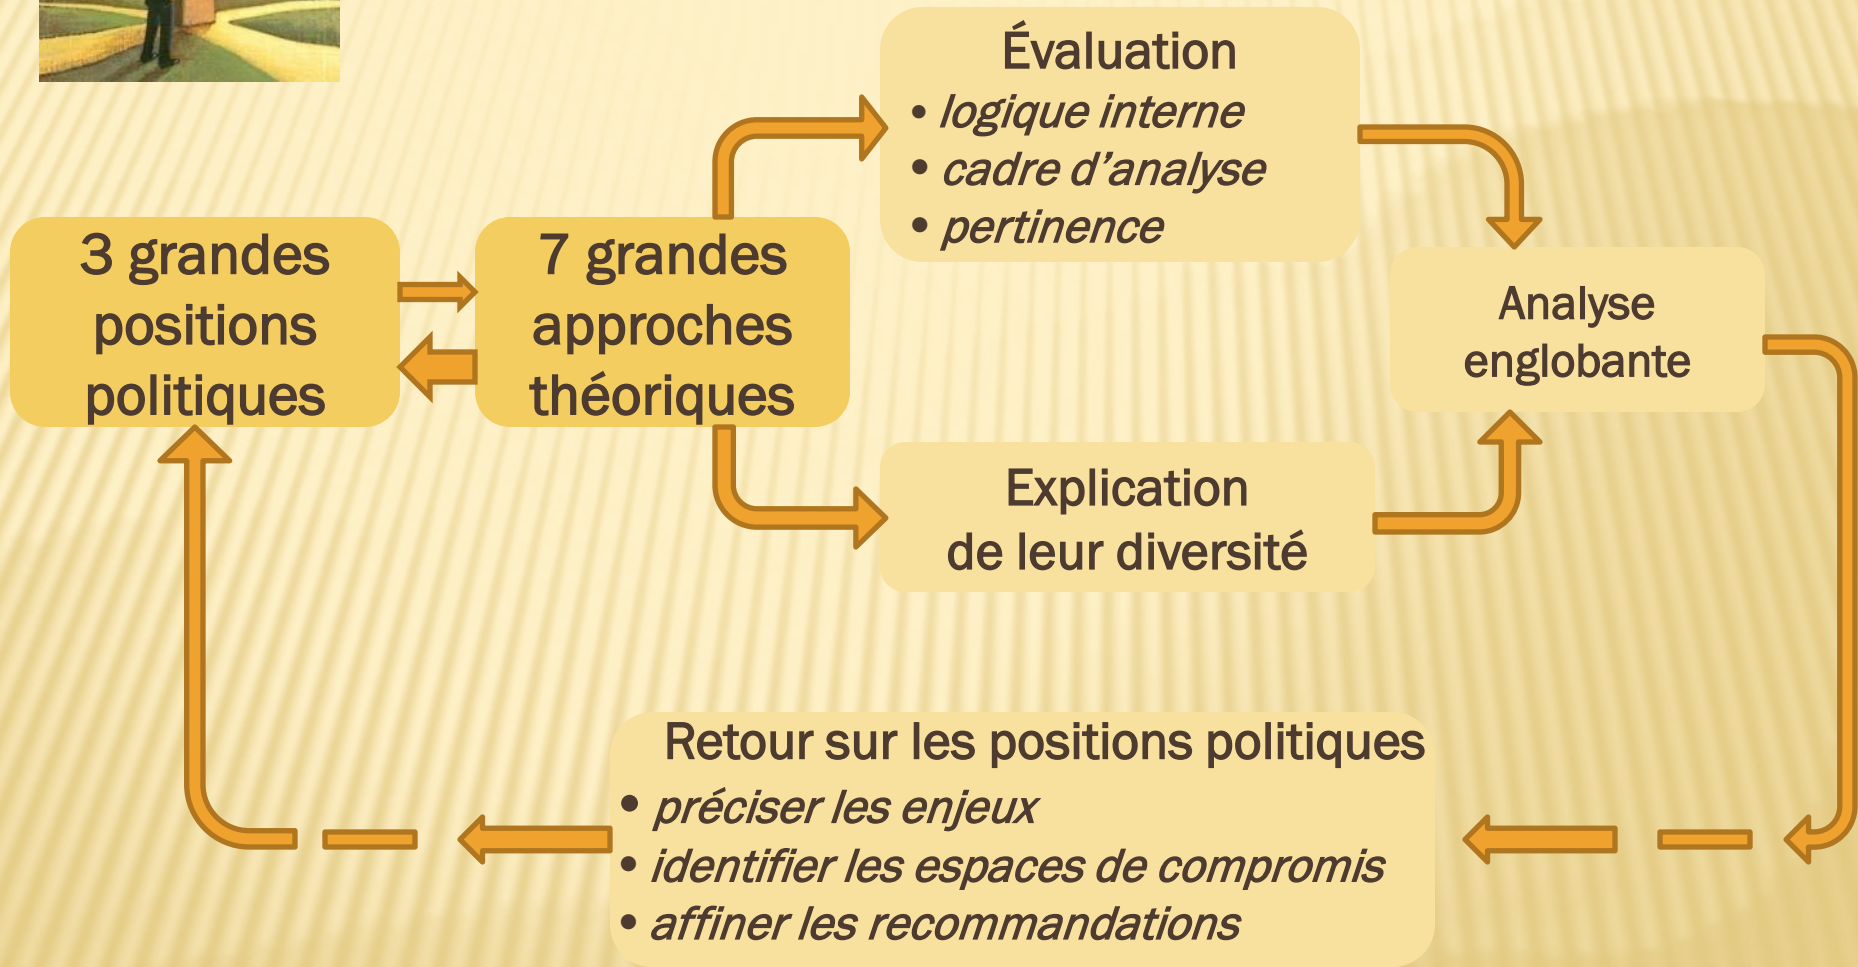 3 grandes
positions
politiques
7 grandes
approches
théoriques
Évaluation
• logique interne
• cadre d’analyse
• pertinence
Explication
de leur diversité
Analyse
englobante
Retour sur les positions politiques
• préciser les enjeux
• identifier les espaces de compromis
• affiner les recommandations